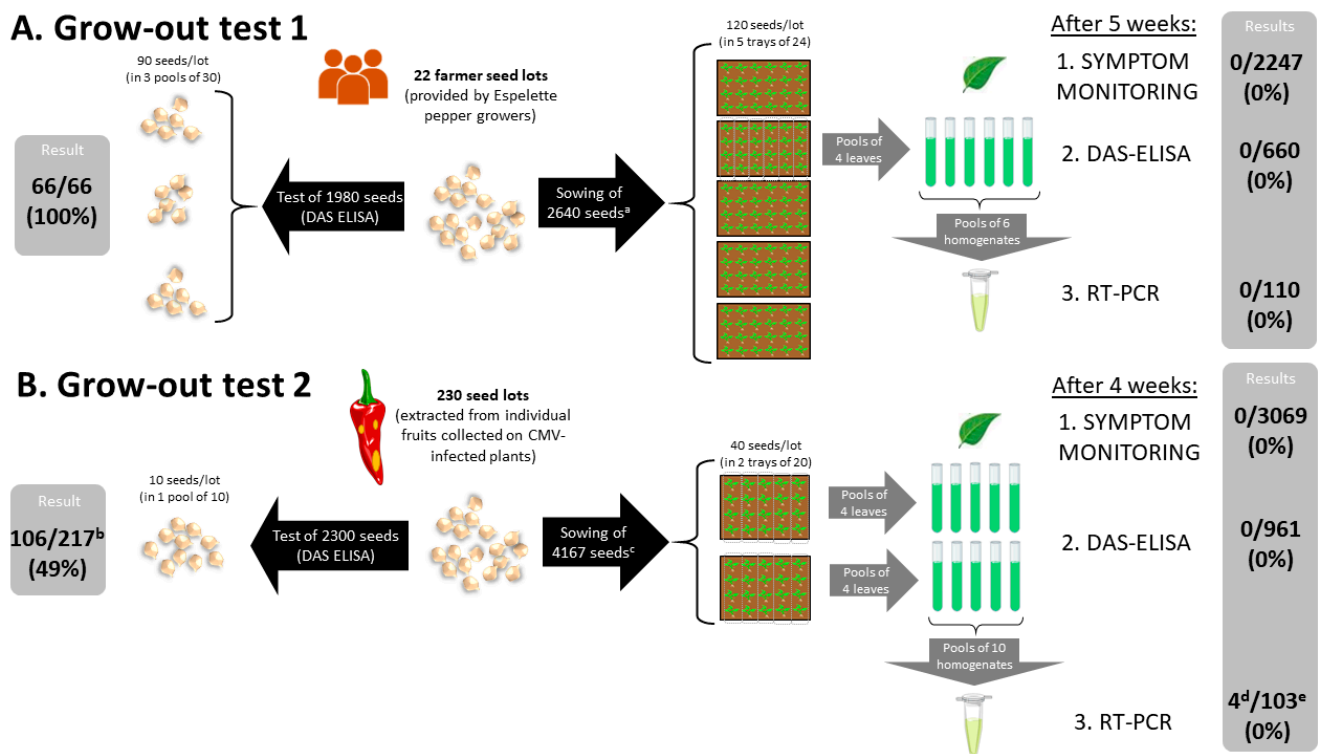 A. Grow-out test 1
90 seeds/lot
(in 3 pools of 30)
Result
66/66
(100%)
Test of 1980 seeds
(DAS ELISA)
22 farmer seed lots
(provided by Espelette
pepper growers)
Sowing of
2640 seedsᵃ
120 seeds/lot
(in 5 trays of 24)
Pools of
4 leaves
After 5 weeks:
1. SYMPTOM
MONITORING
2. DAS-ELISA
Pools of 6
homogenates
3. RT-PCR
Results
0/2247
(0%)
0/660
(0%)
0/110
(0%)
B. Grow-out test 2
10 seeds/lot
(in 1 pool of 10)
Result
106/217ᵇ
(49%)
Test of 2300 seeds
(DAS ELISA)
230 seed lots
(extracted from individual
fruits collected on CMV-
infected plants)
Sowing of
4167 seedsᶜ
40 seeds/lot
(in 2 trays of 20)
Pools of
4 leaves
Pools of
4 leaves
After 4 weeks:
1. SYMPTOM
MONITORING
2. DAS-ELISA
Pools of 10
homogenates
3. RT-PCR
Results
0/3069
(0%)
0/961
(0%)
4ᵈ/103ᵉ
(0%)